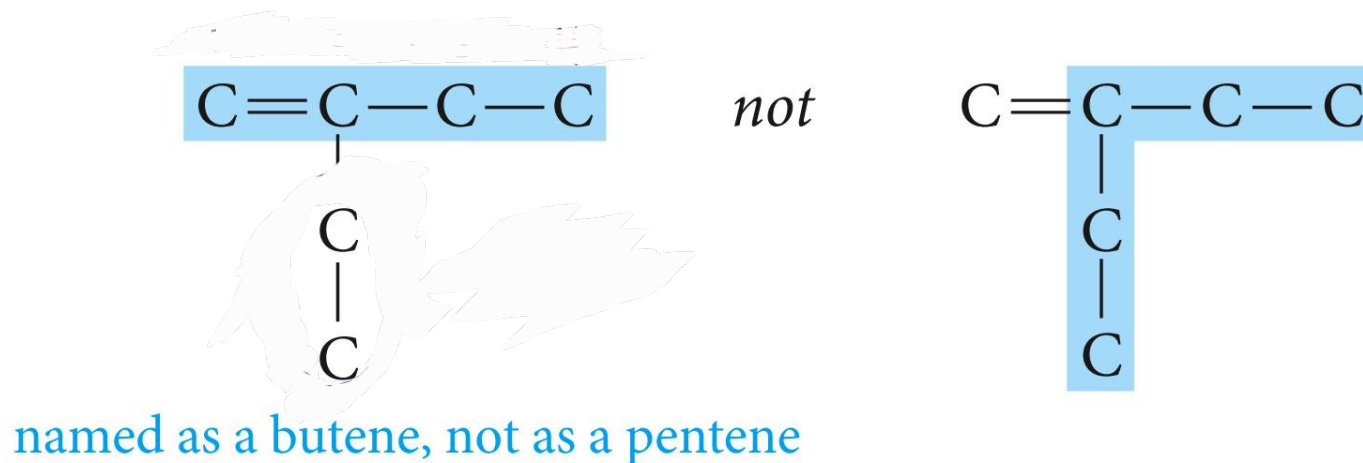 C=C—C—C not C=C—C—C
C C
C C
named as a butene, not as a pentene